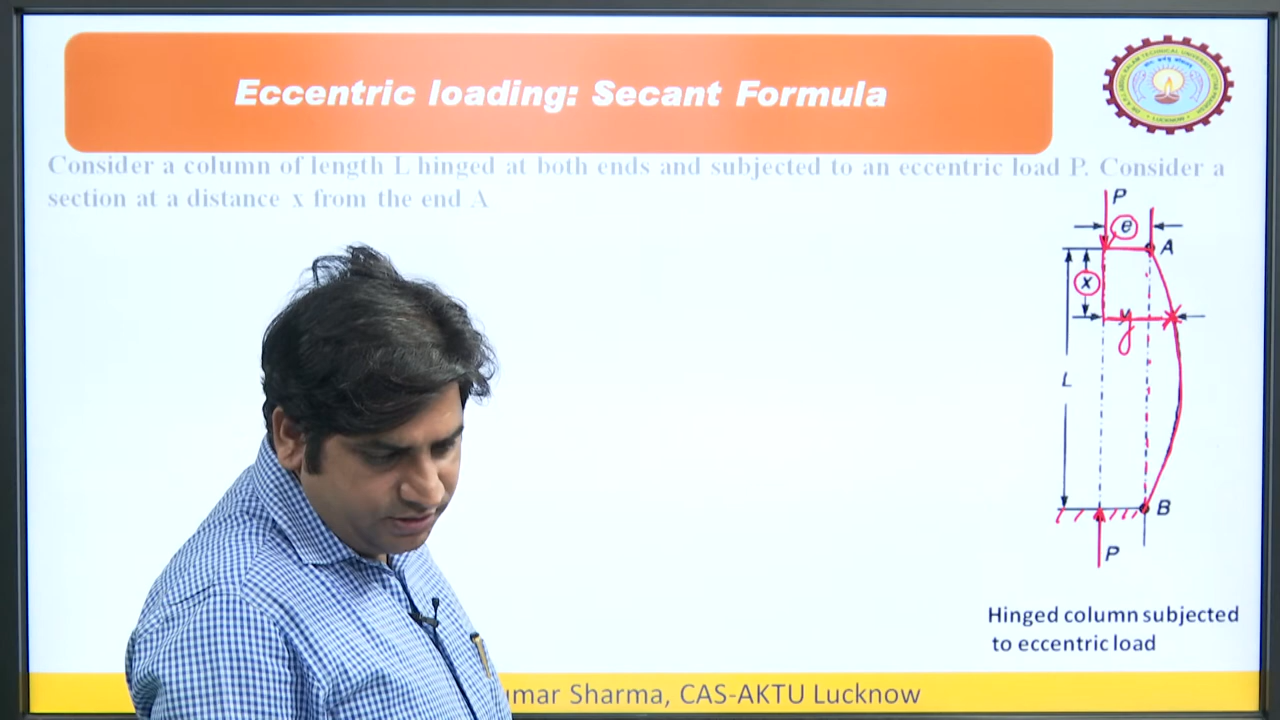 Eccentric loading: Secant Formula
Consider a column of length L hinged at both ends and subjected to an eccentric load P. Consider a
section at a distance x from the end A
P
e
A
x
y
L
B
P
Hinged column subjected
to eccentric load
umar Sharma, CAS-AKTU Lucknow
LUCKNOW